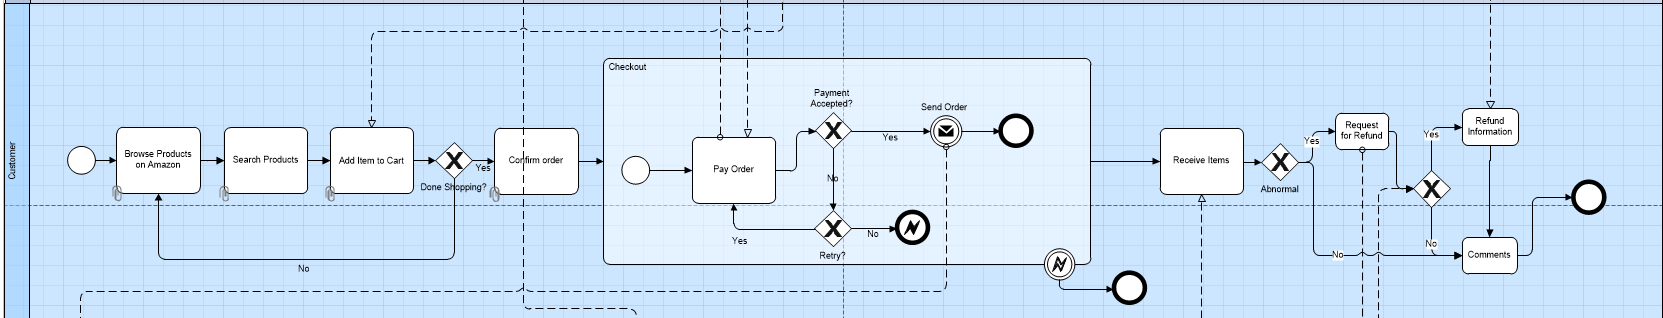 Customer
Browse Products
on Amazon
Search Products
Add Item to Cart
Done Shopping?
Yes
No
Confirm order
Checkout
Pay Order
Payment
Accepted?
Yes
No
Send Order
Retry?
Yes
No
Receive Items
Abnormal
Yes
No
Request
for Refund
Yes
No
Refund
Information
Comments